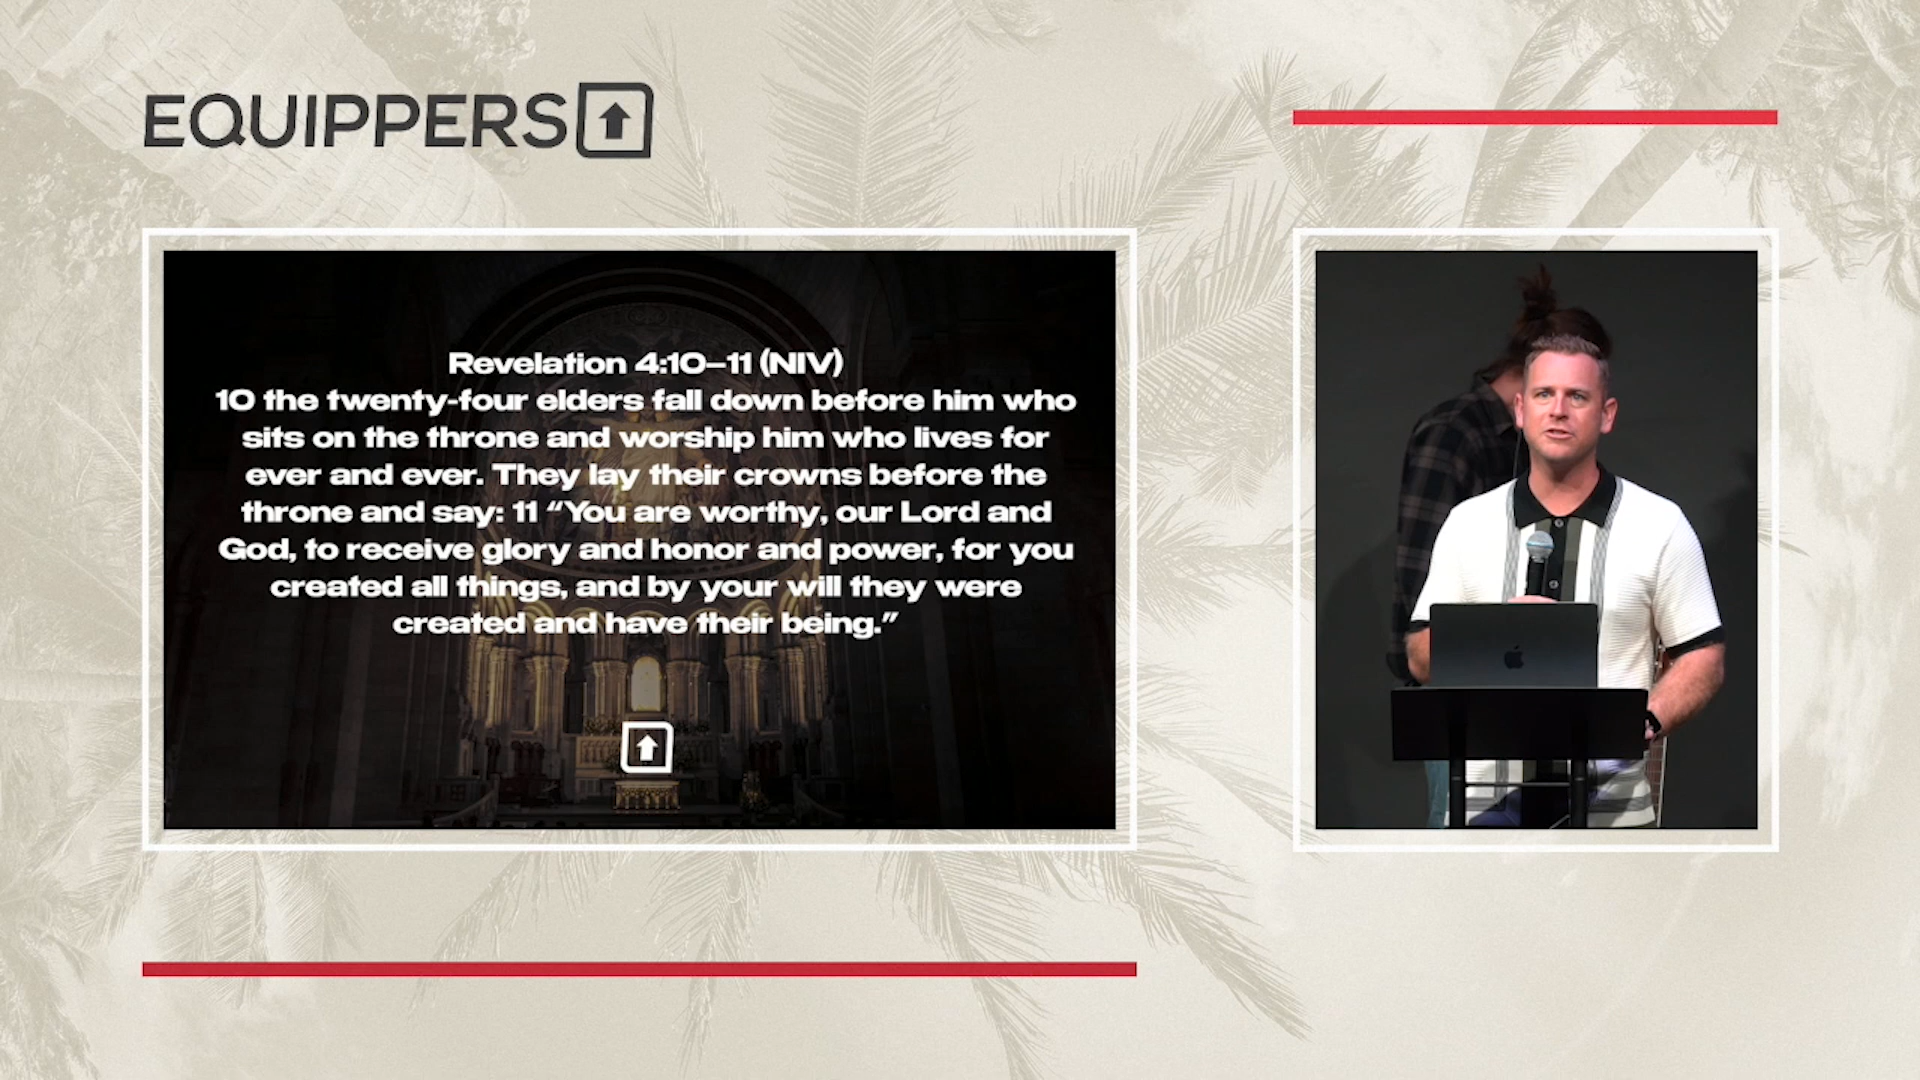 EQUIPPERS
Revelation 4:10–11 (NIV)
10 the twenty-four elders fall down before him who
sits on the throne and worship him who lives for
ever and ever. They lay their crowns before the
throne and say: 11 “You are worthy, our Lord and
God, to receive glory and honor and power, for you
created all things, and by your will they were
created and have their being.”